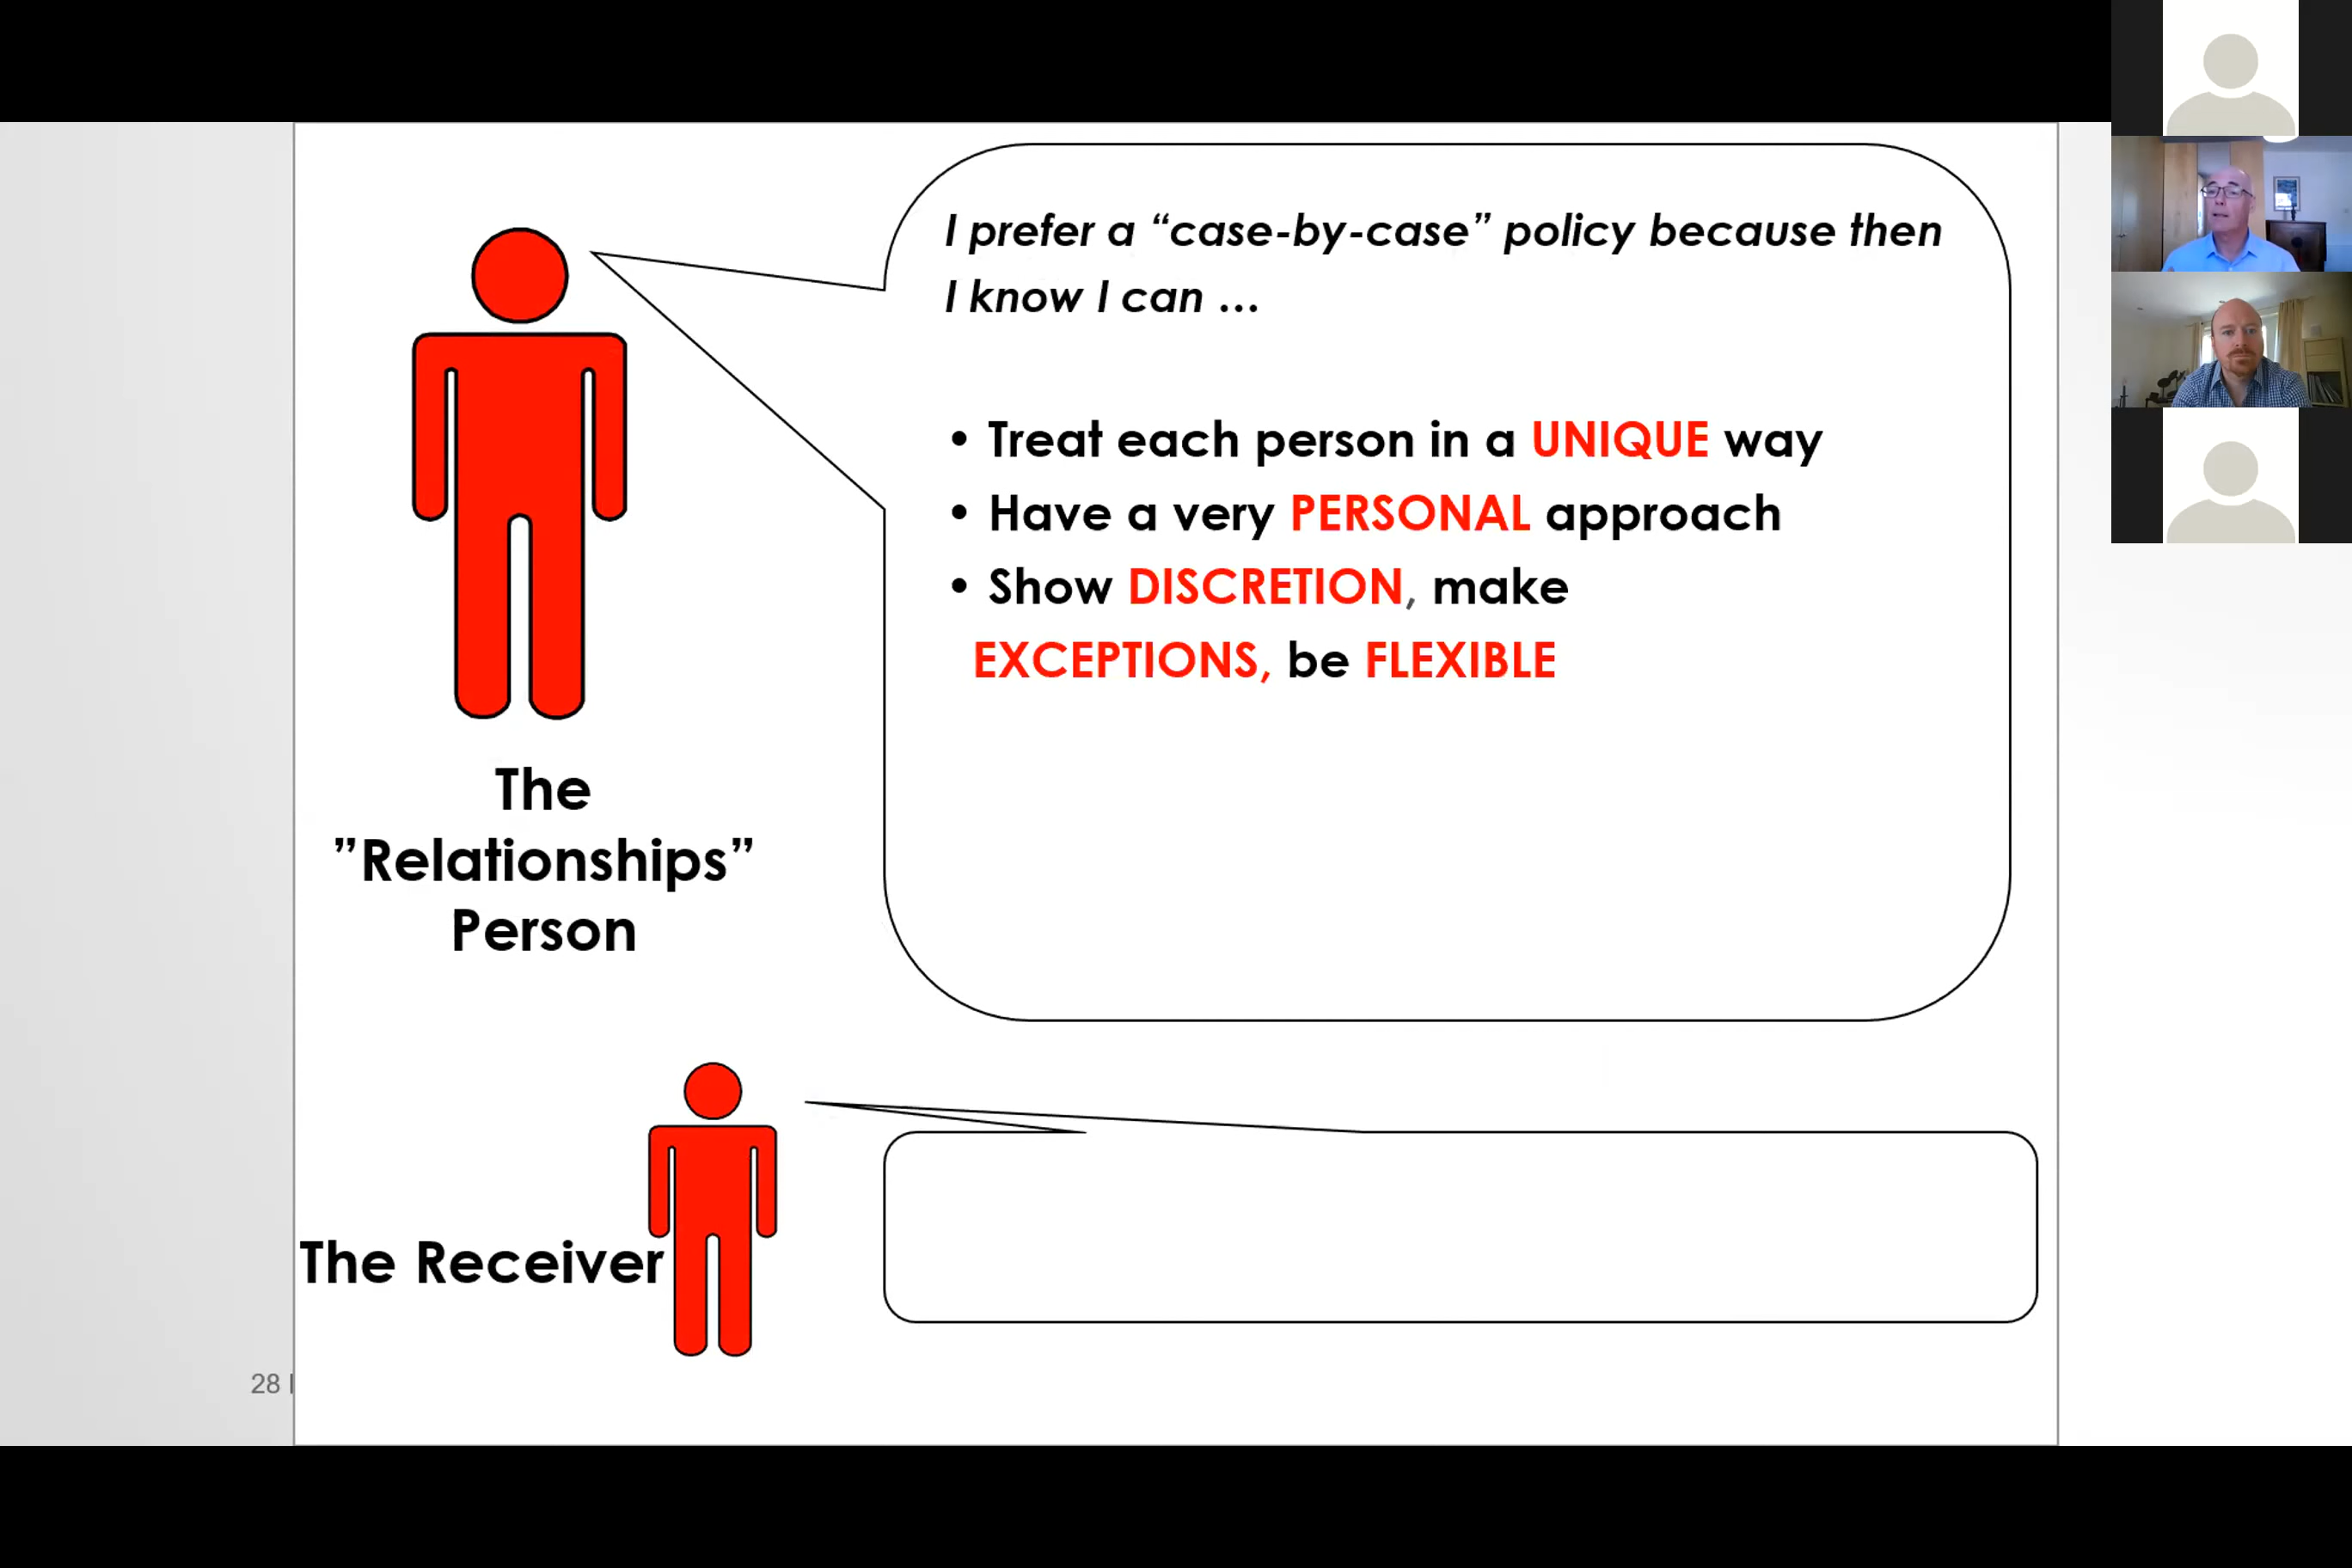 I prefer a “case-by-case” policy because then
I know I can ...
• Treat each person in a UNIQUE way
• Have a very PERSONAL approach
• Show DISCRETION, make
EXCEPTIONS, be FLEXIBLE
The
”Relationships”
Person
The Receiver
28 |